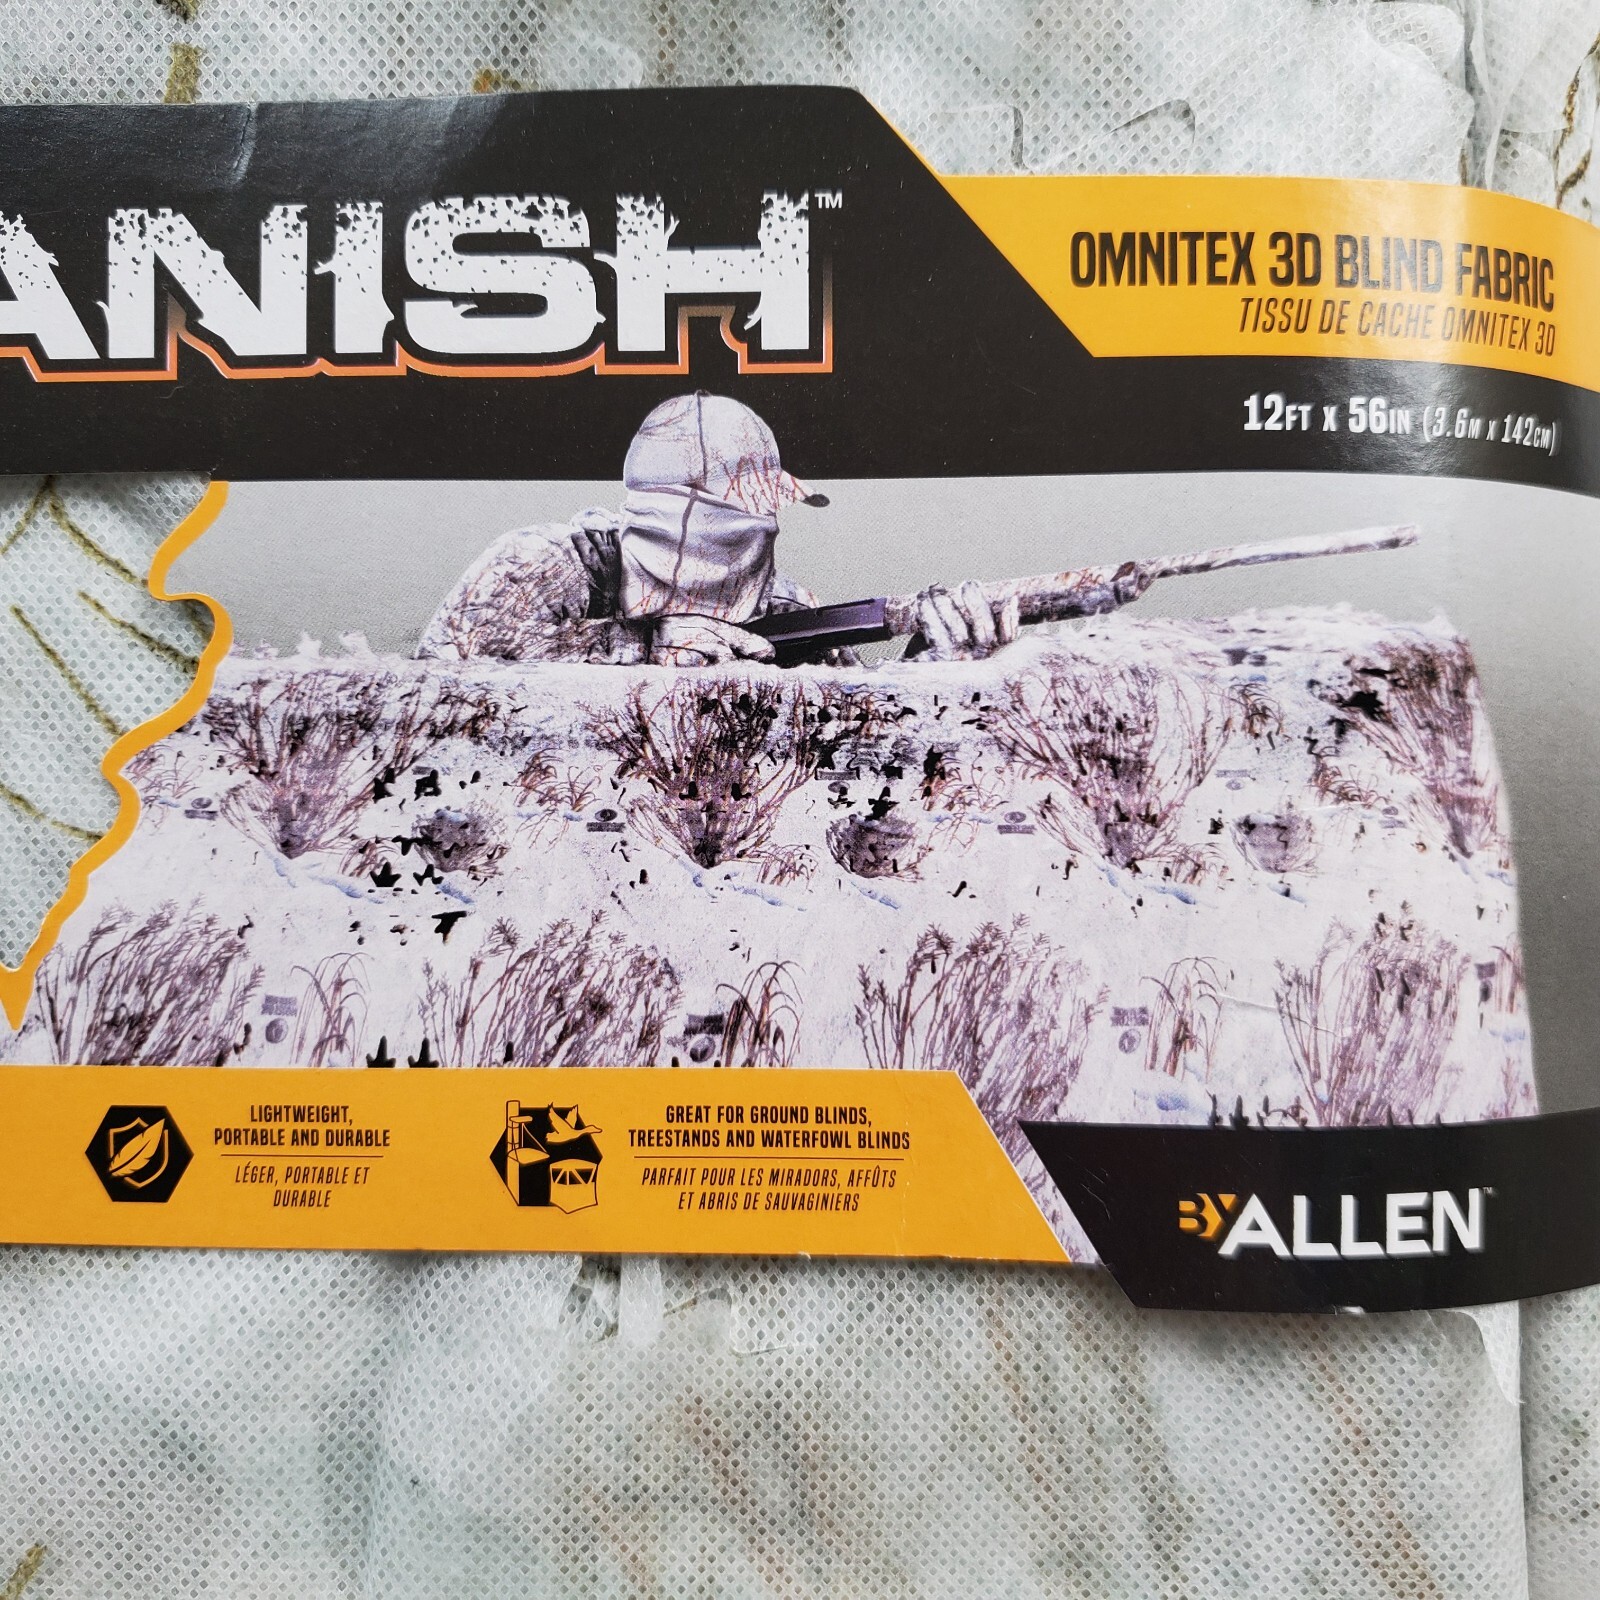 ANISH™
OMNITEX 3D BLIND FABRIC
TISSU DE CACHE OMNITEX 3D
12FT X 56IN (3.6M X 142CM)
LIGHTWEIGHT,
PORTABLE AND DURABLE
LÉGER, PORTABLE ET
DURABLE
GREAT FOR GROUND BLINDS,
TREESTANDS AND WATERFOWL BLINDS
PARFAIT POUR LES MIRADORS, AFFÛTS
ET ABRIS DE SAUVAGINIERS
BY ALLEN™